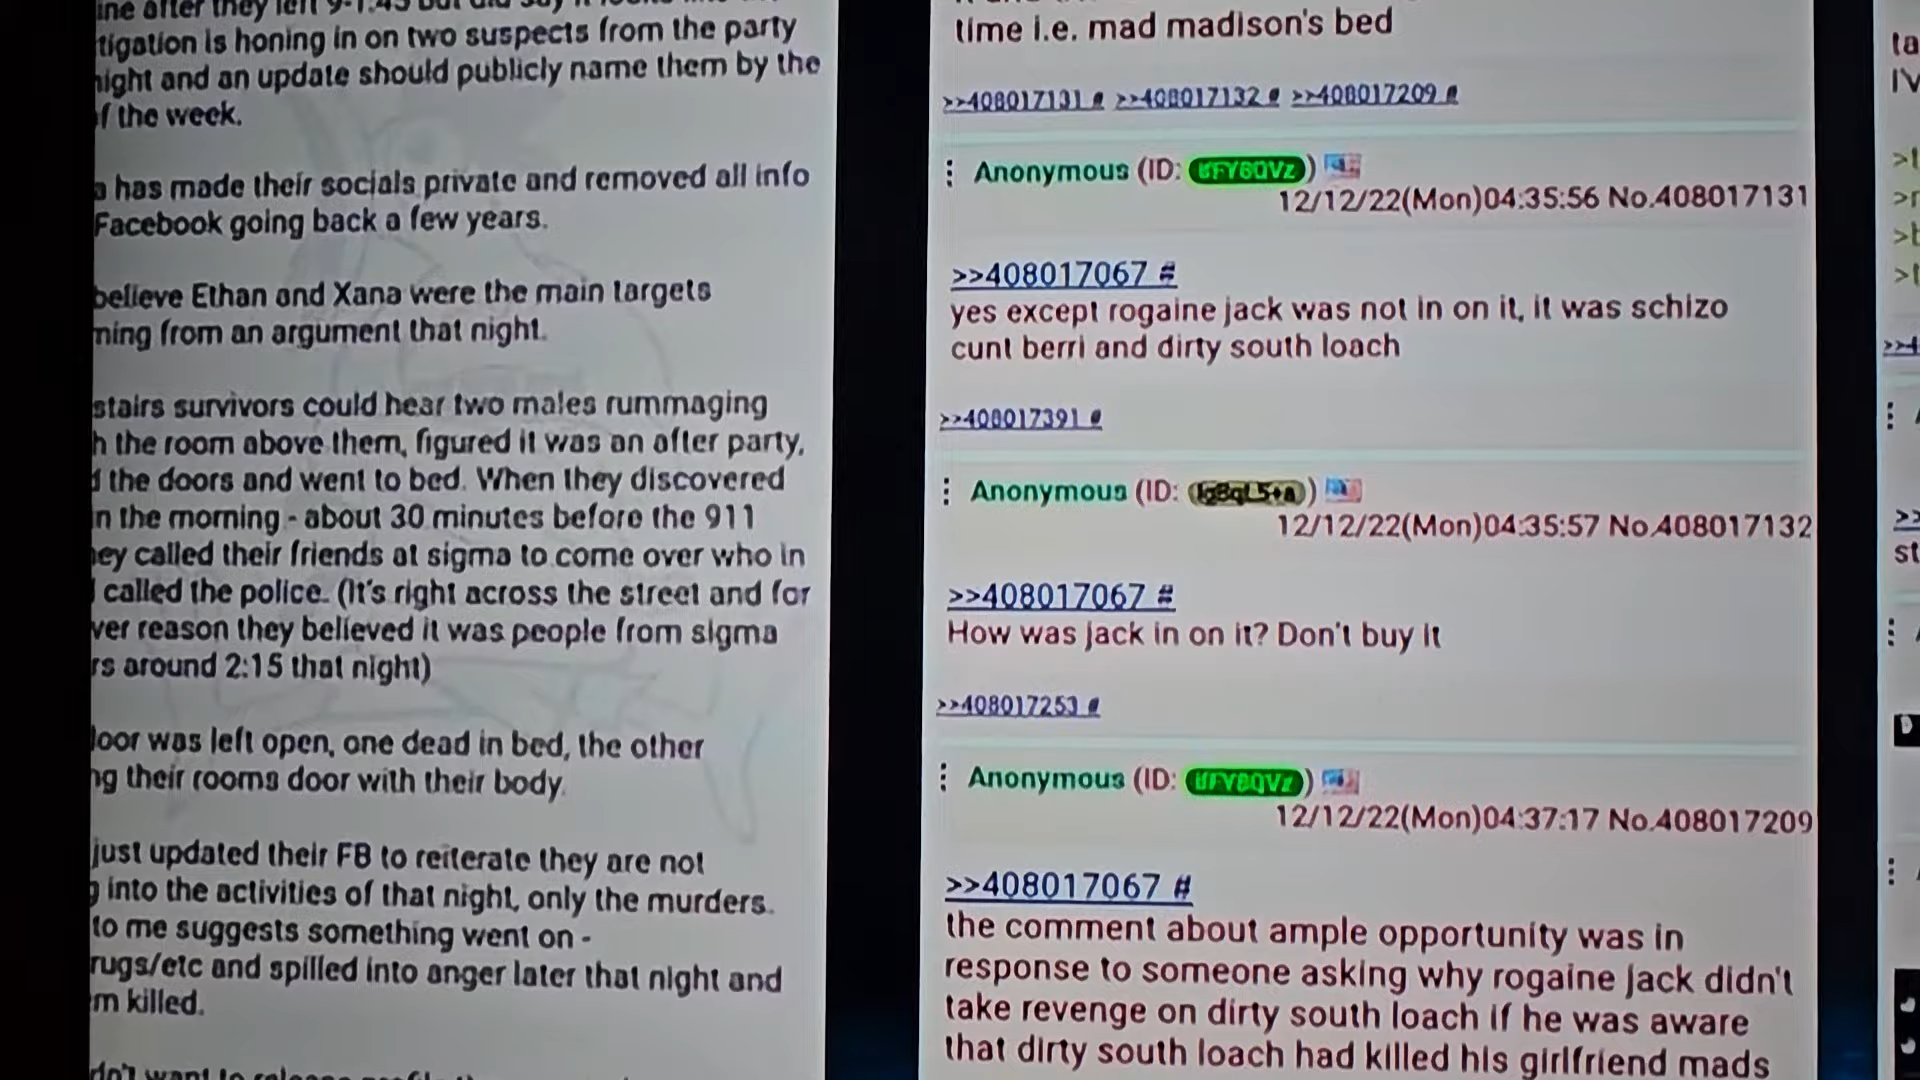 ine after they left
tigation is honing in on two suspects from the party
ight and an update should publicly name them by the
f the week.
a has made their socials private and removed all info
Facebook going back a few years.
believe Ethan and Xana were the main targets
ming from an argument that night.
stairs survivors could hear two males rummaging
h the room above them, figured it was an after party,
d the doors and went to bed. When they discovered
n the morning - about 30 minutes before the 911
hey called their friends at sigma to come over who in
called the police. (It's right across the street and for
ver reason they believed it was people from sigma
rs around 2:15 that night)
door was left open, one dead in bed, the other
ng their rooms door with their body.
just updated their FB to reiterate they are not
g into the activities of that night, only the murders.
to me suggests something went on -
rugs/etc and spilled into anger later that night and
m killed.
time i.e. mad madison's bed
>>408017131 # >>408017132 # >>408017209 #
Anonymous (ID:
12/12/22(Mon)04:35:56 No.408017131
>>408017067 #
yes except rogaine jack was not in on it, it was schizo
cunt berri and dirty south loach
>>408017391 #
Anonymous (ID:
12/12/22(Mon)04:35:57 No.408017132
>>408017067 #
How was jack in on it? Don't buy it
>>408017253 #
Anonymous (ID:
12/12/22(Mon)04:37:17 No.408017209
>>408017067 #
the comment about ample opportunity was in
response to someone asking why rogaine jack didn't
take revenge on dirty south loach if he was aware
that dirty south loach had killed his girlfriend mads